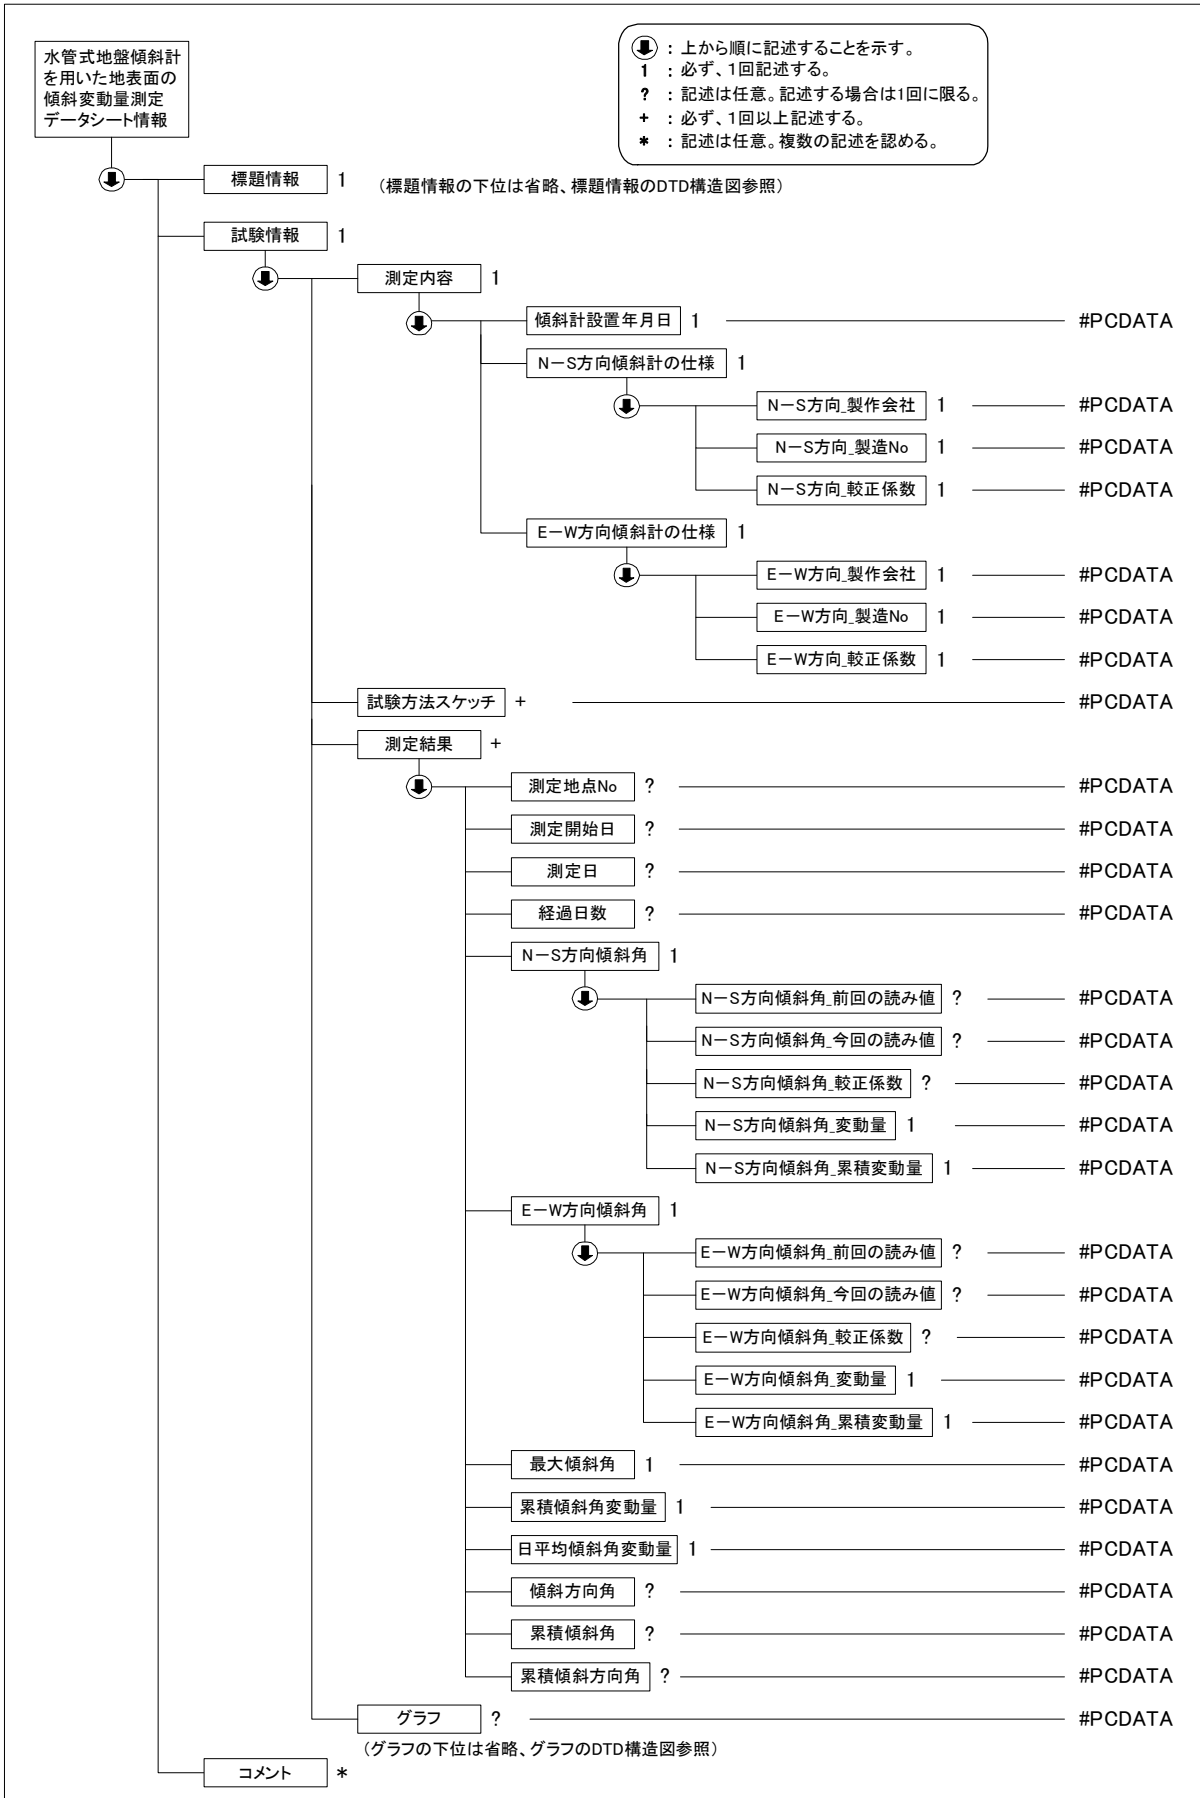 水管式地盤傾斜計
を用いた地表面の
傾斜変動量測定
データシート情報
: 上から順に記述することを示す。
1 : 必ず、1回記述する。
? : 記述は任意。記述する場合は1回に限る。
+ : 必ず、1回以上記述する。
* : 記述は任意。複数の記述を認める。
標題情報 1 (標題情報の下位は省略、標題情報のDTD構造図参照)
試験情報 1
測定内容 1
傾斜計設置年月日 1 #PCDATA
N－S方向傾斜計の仕様 1
N－S方向_製作会社 1 #PCDATA
N－S方向_製造No 1 #PCDATA
N－S方向_較正係数 1 #PCDATA
E－W方向傾斜計の仕様 1
E－W方向_製作会社 1 #PCDATA
E－W方向_製造No 1 #PCDATA
E－W方向_較正係数 1 #PCDATA
試験方法スケッチ + #PCDATA
測定結果 +
測定地点No ? #PCDATA
測定開始日 ? #PCDATA
測定日 ? #PCDATA
経過日数 ? #PCDATA
N－S方向傾斜角 1
N－S方向傾斜角_前回の読み値 ? #PCDATA
N－S方向傾斜角_今回の読み値 ? #PCDATA
N－S方向傾斜角_較正係数 ? #PCDATA
N－S方向傾斜角_変動量 1 #PCDATA
N－S方向傾斜角_累積変動量 1 #PCDATA
E－W方向傾斜角 1
E－W方向傾斜角_前回の読み値 ? #PCDATA
E－W方向傾斜角_今回の読み値 ? #PCDATA
E－W方向傾斜角_較正係数 ? #PCDATA
E－W方向傾斜角_変動量 1 #PCDATA
E－W方向傾斜角_累積変動量 1 #PCDATA
最大傾斜角 1 #PCDATA
累積傾斜角変動量 1 #PCDATA
日平均傾斜角変動量 1 #PCDATA
傾斜方向角 ? #PCDATA
累積傾斜角 ? #PCDATA
累積傾斜方向角 ? #PCDATA
グラフ ? #PCDATA
(グラフの下位は省略、グラフのDTD構造図参照)
コメント *